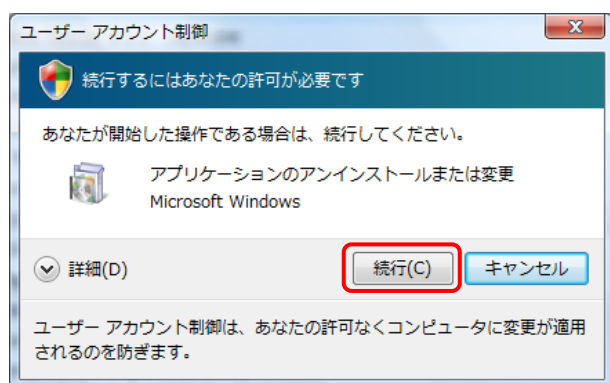 ユーザー アカウント制御
続行するにはあなたの許可が必要です
あなたが開始した操作である場合は、続行してください。
アプリケーションのアンインストールまたは変更
Microsoft Windows
詳細(D)
続行(C)
キャンセル
ユーザー アカウント制御は、あなたの許可なくコンピュータに変更が適用
されるのを防ぎます。